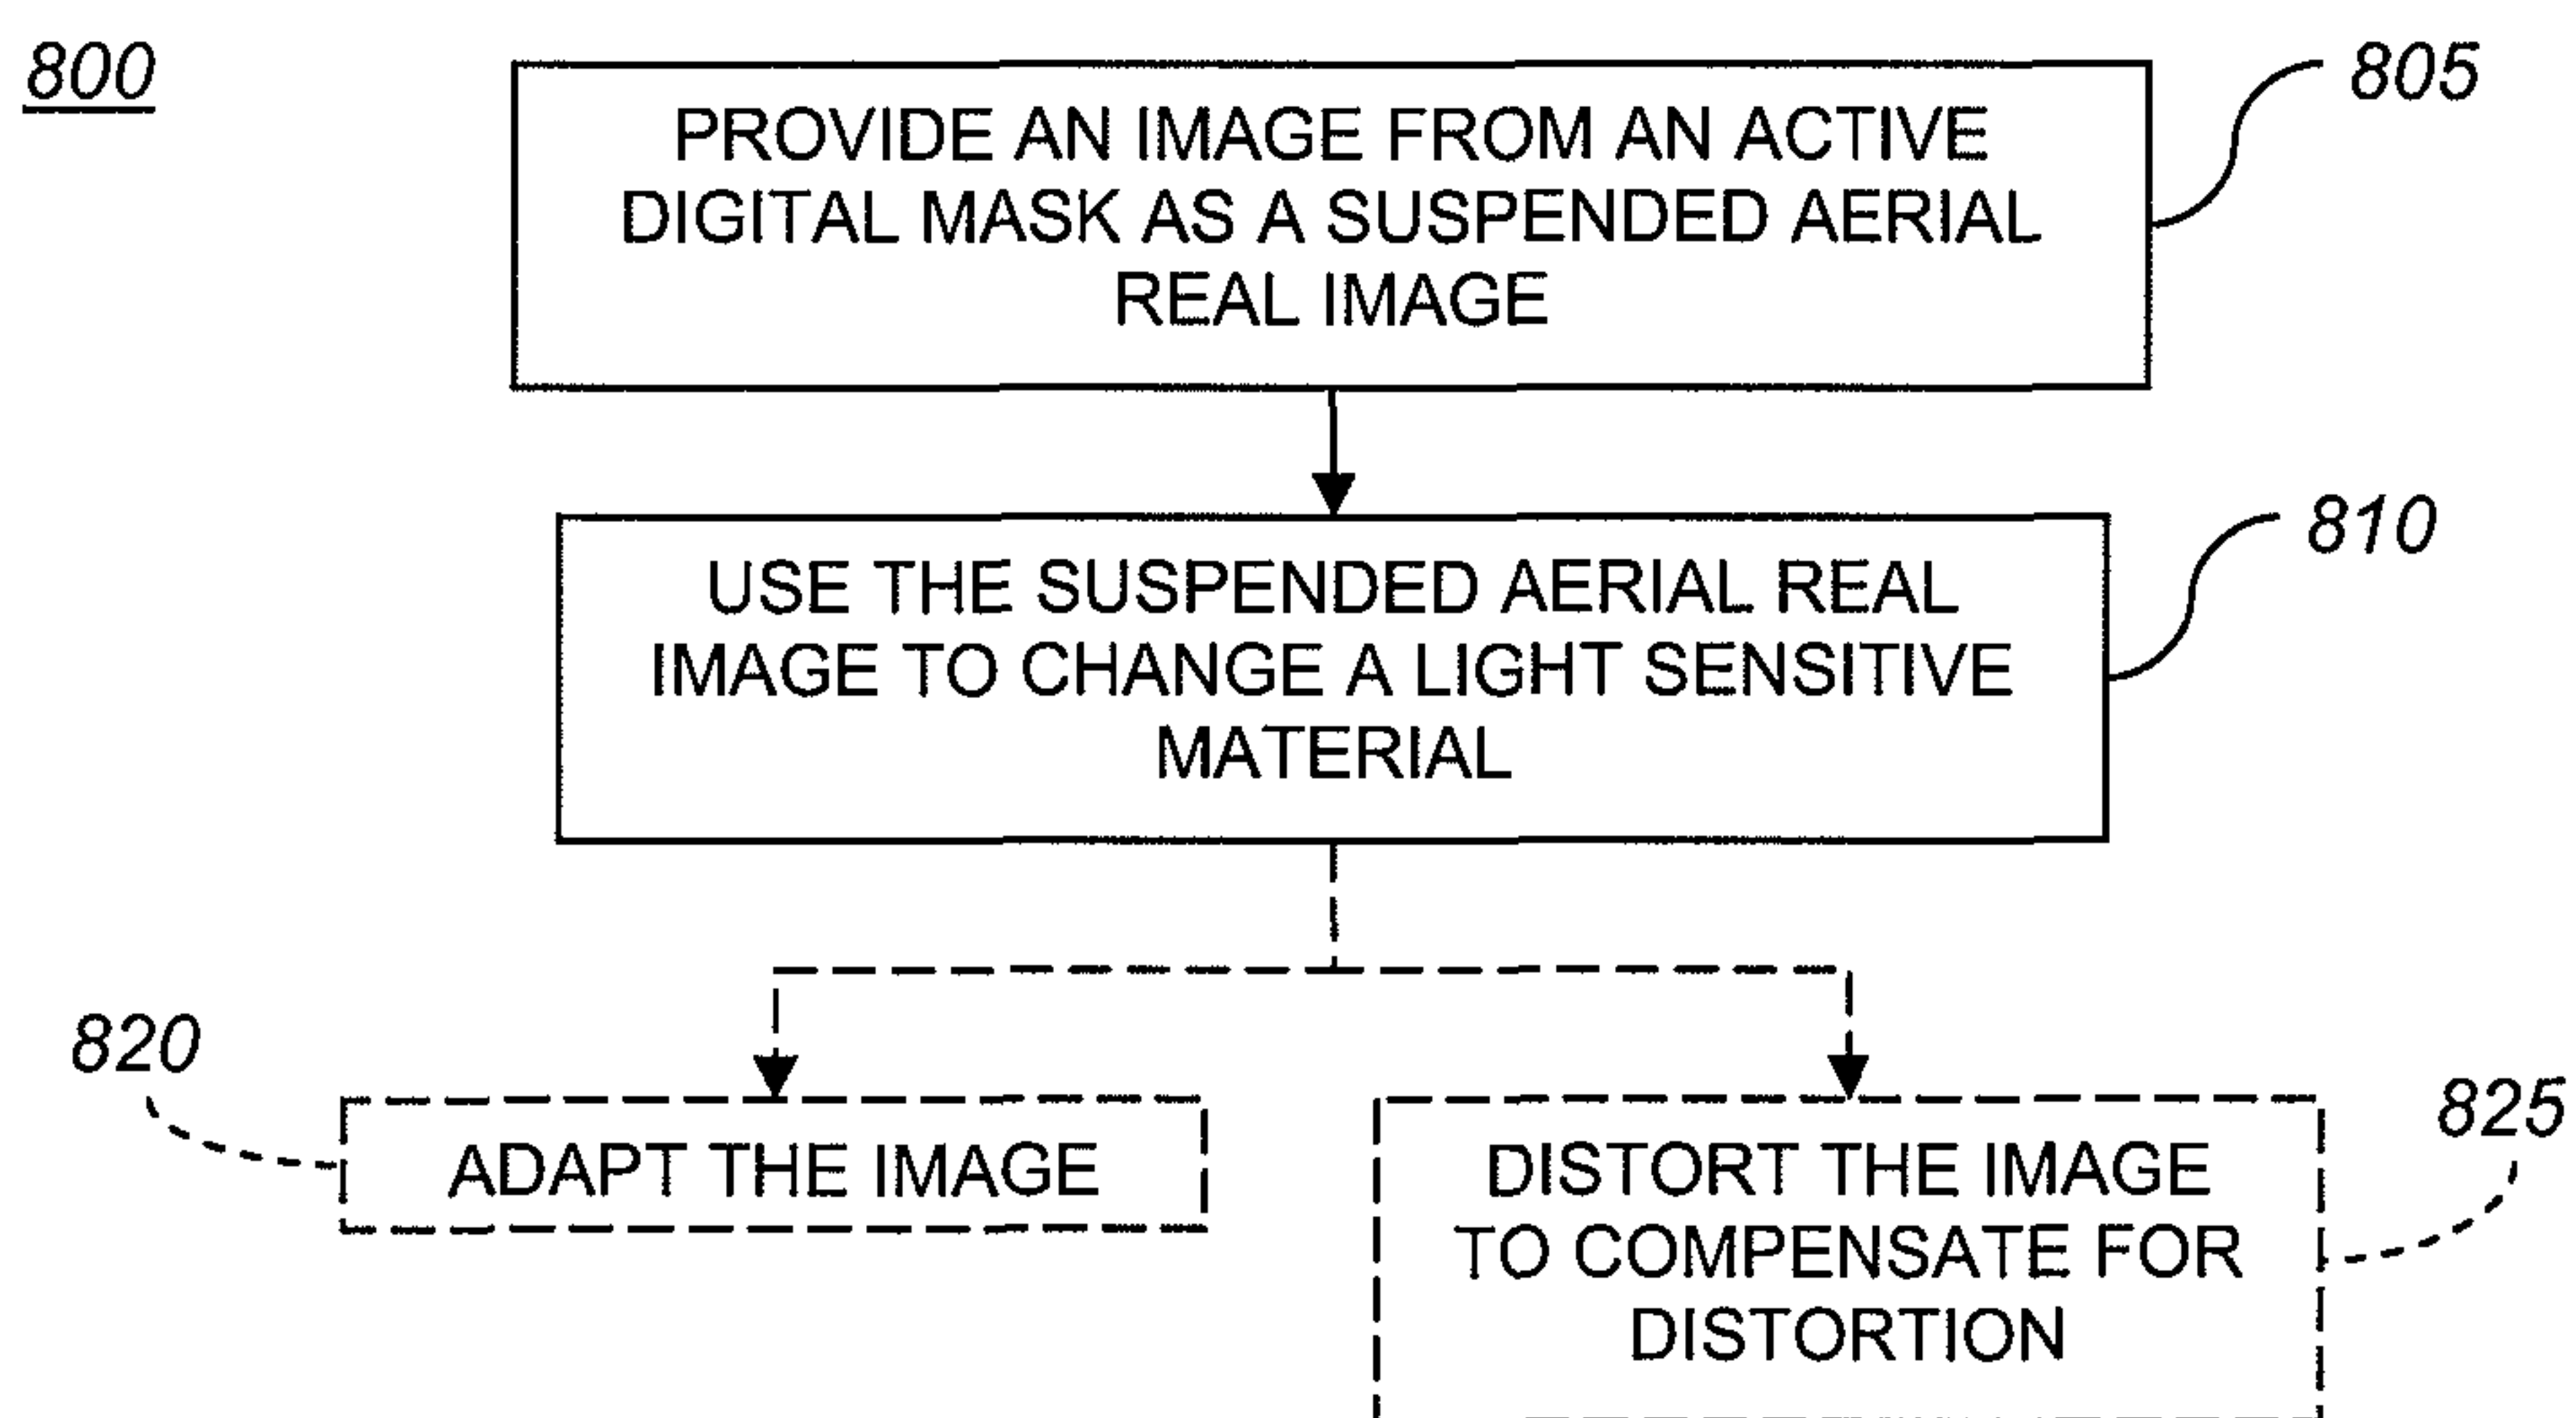 800
805
PROVIDE AN IMAGE FROM AN ACTIVE
DIGITAL MASK AS A SUSPENDED AERIAL
REAL IMAGE
810
USE THE SUSPENDED AERIAL REAL
IMAGE TO CHANGE A LIGHT SENSITIVE
MATERIAL
820
ADAPT THE IMAGE
825
DISTORT THE IMAGE
TO COMPENSATE FOR
DISTORTION